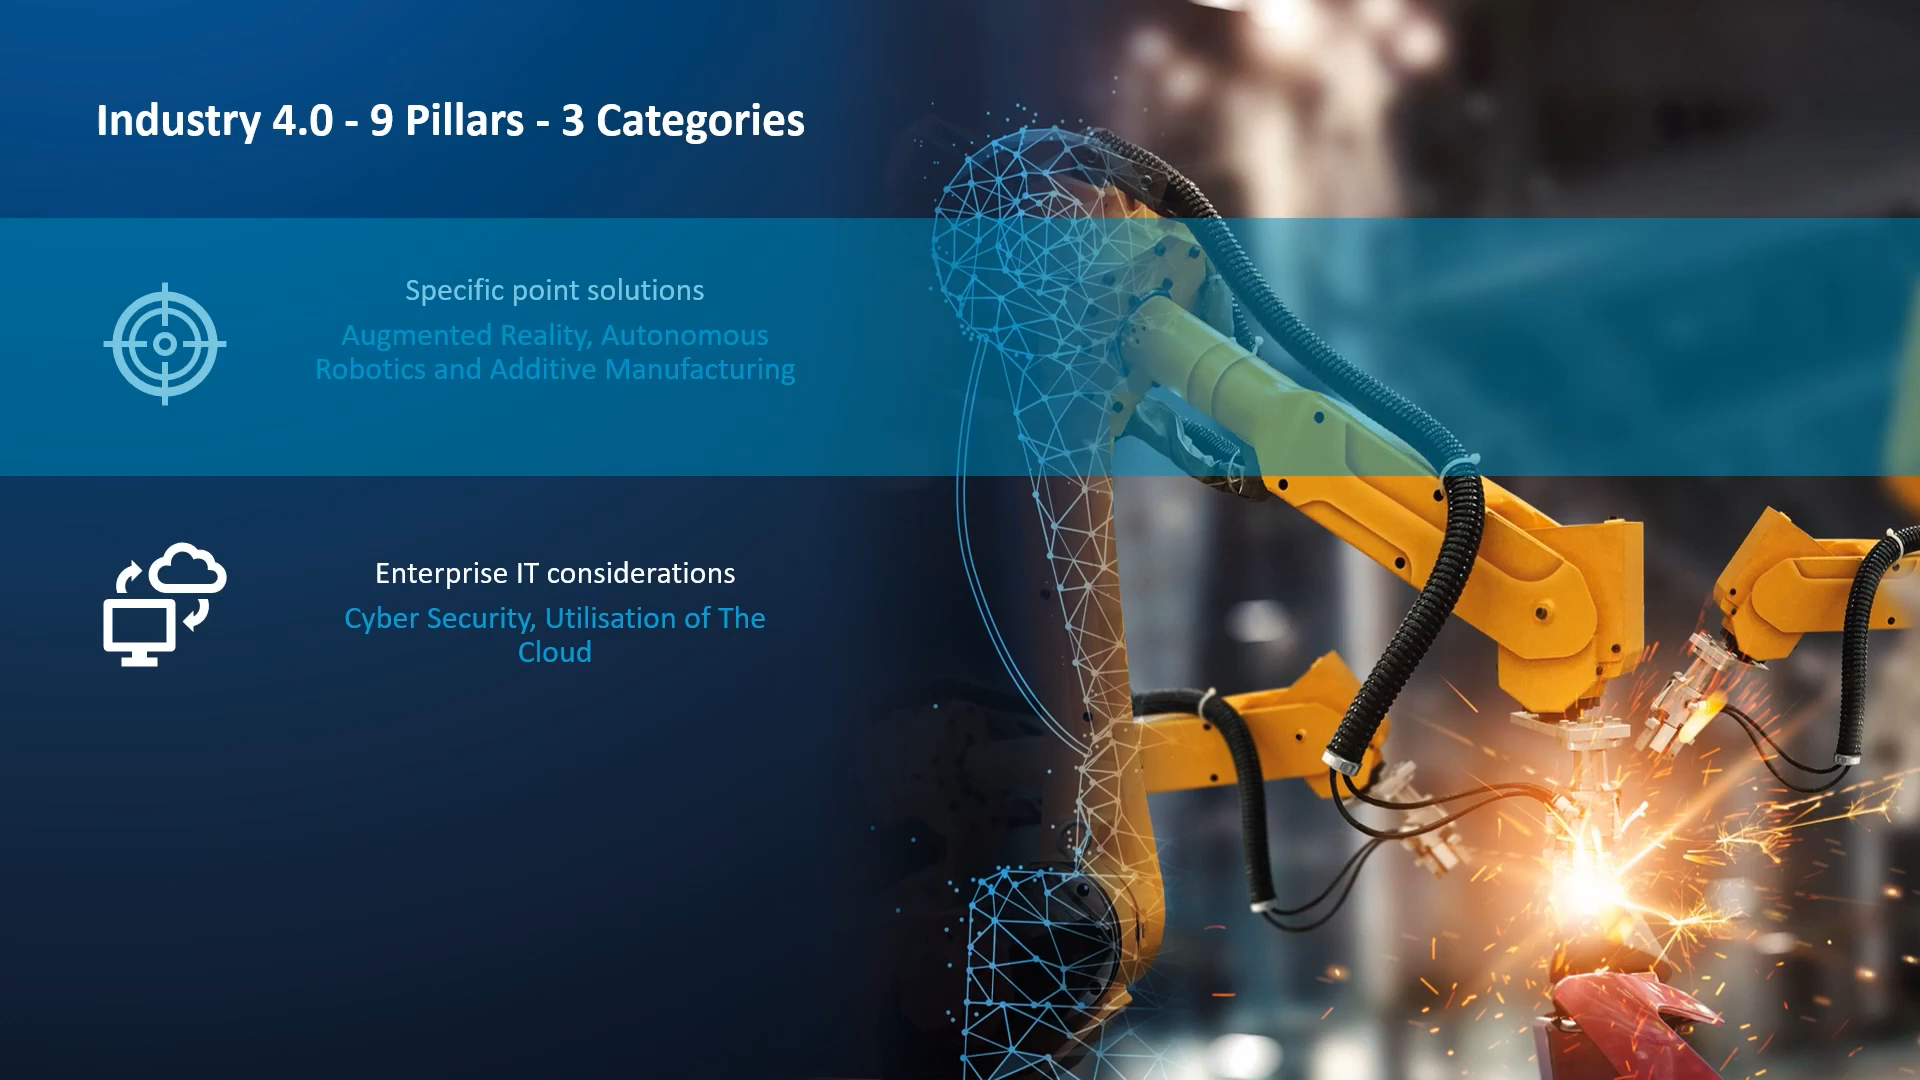 Industry 4.0 - 9 Pillars - 3 Categories
Specific point solutions
Augmented Reality, Autonomous
Robotics and Additive Manufacturing
Enterprise IT considerations
Cyber Security, Utilisation of The
Cloud